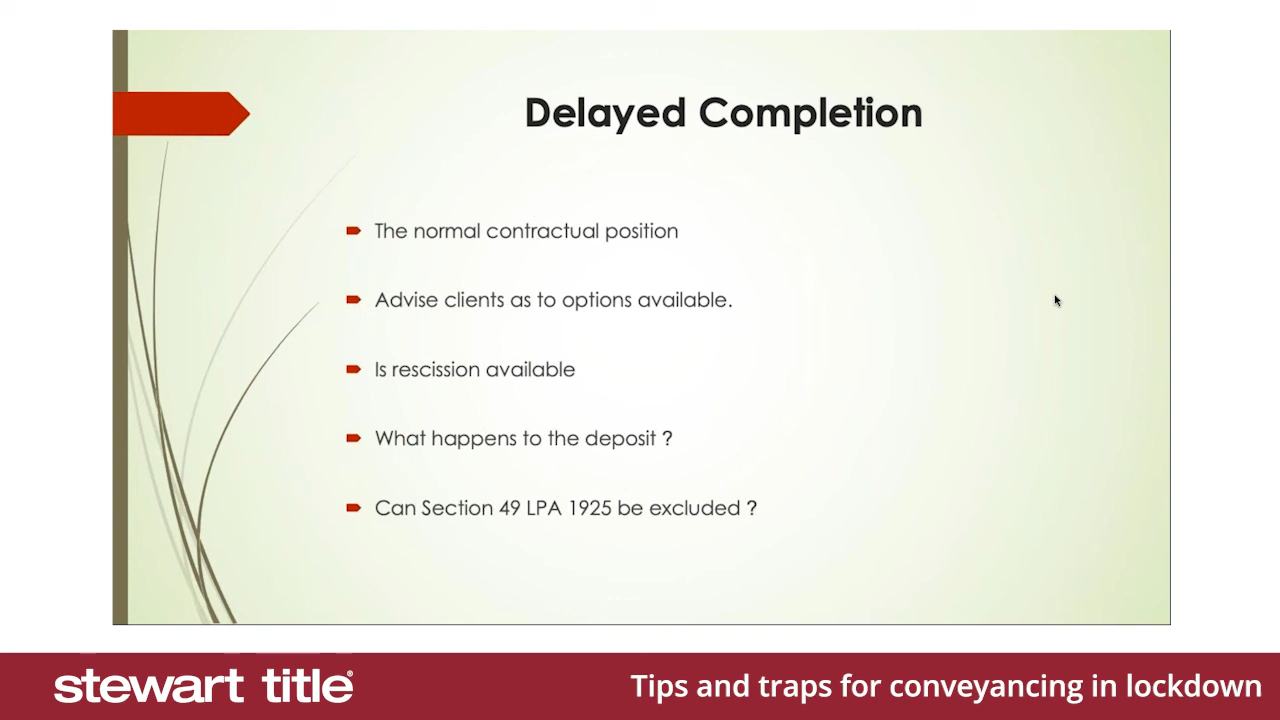 Delayed Completion
The normal contractual position
Advise clients as to options available.
Is rescission available
What happens to the deposit ?
Can Section 49 LPA 1925 be excluded ?
stewart title®
Tips and traps for conveyancing in lockdown